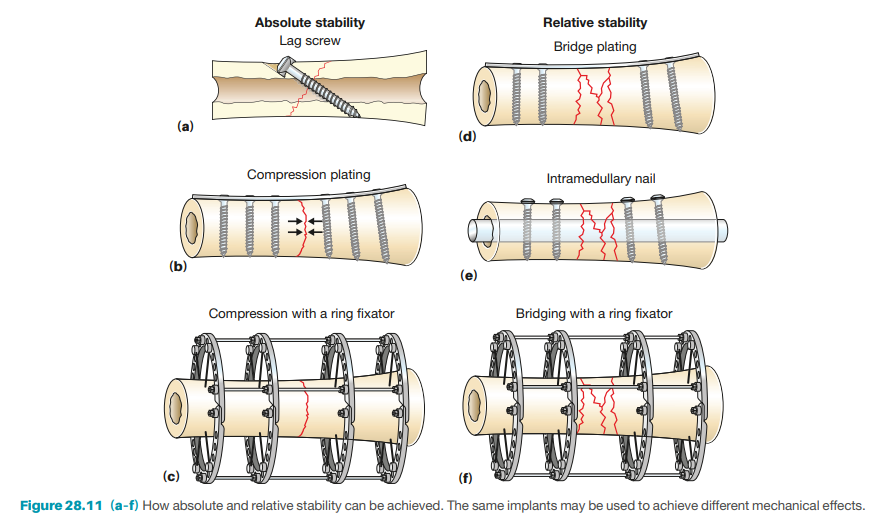 Absolute stability
Lag screw
(a)
Compression plating
(b)
Compression with a ring fixator
(c)
Relative stability
Bridge plating
(d)
Intramedullary nail
(e)
Bridging with a ring fixator
(f)
Figure 28.11 (a-f) How absolute and relative stability can be achieved. The same implants may be used to achieve different mechanical effects.